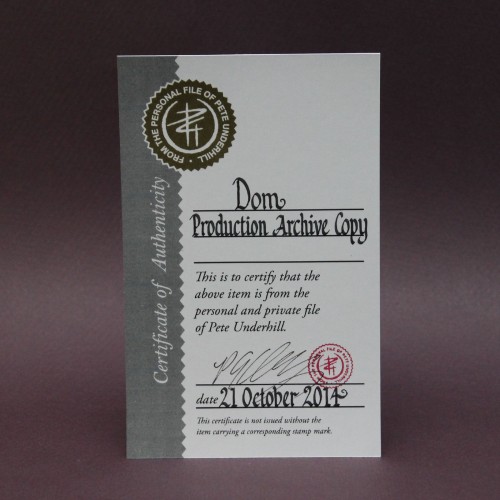 FROM THE PERSONAL FILE OF PETE UNDERHILL •
Certificate of Authenticity
Dom
Production Archive Copy
This is to certify that the
above item is from the
personal and private file
of Pete Underhill.
date 21 October 2014
This certificate is not issued without the
item carrying a corresponding stamp mark.